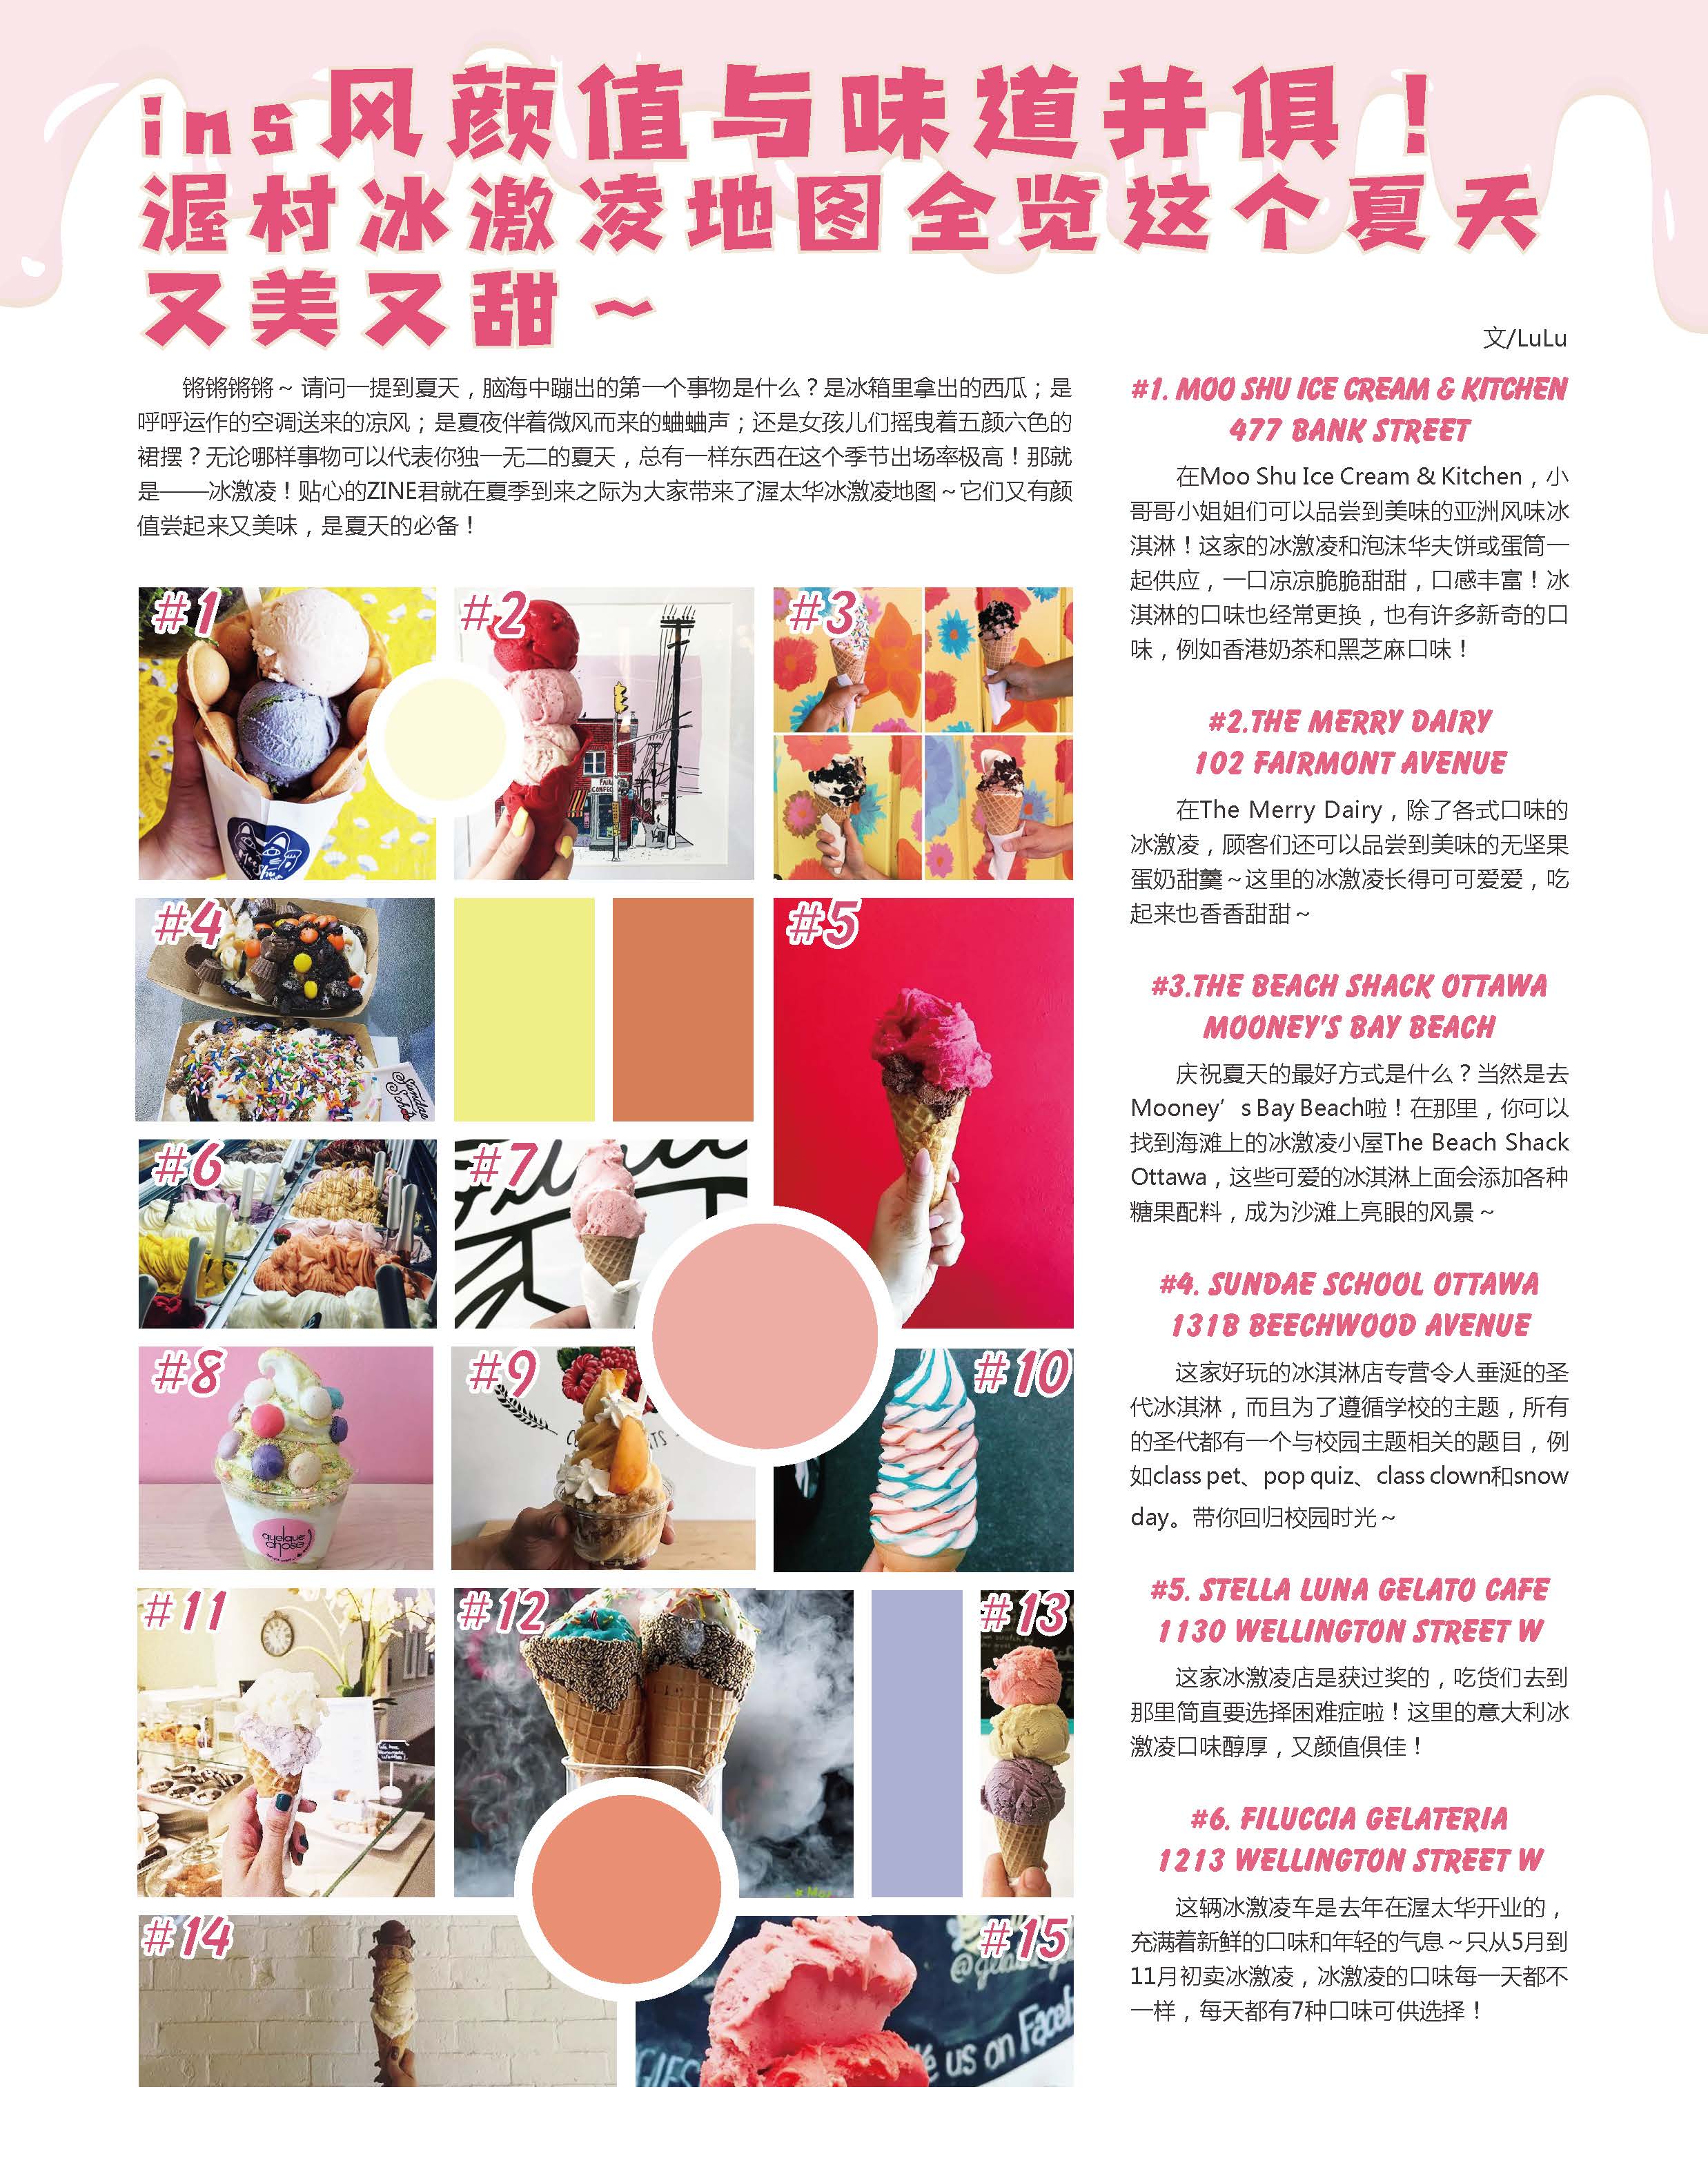 ins风颜值与味道并俱！
渥村冰激凌地图全览这个夏天
又美又甜～
文/LuLu
锵锵锵锵～请问一提到夏天，脑海中蹦出的第一个事物是什么？是冰箱里拿出的西瓜；是
呼呼运作的空调送来的凉风；是夏夜伴着微风而来的蛐蛐声；还是女孩儿们摇曳着五颜六色的
裙摆？无论哪样事物可以代表你独一无二的夏天，总有一样东西在这个季节出场率极高！那就
是——冰激凌！贴心的ZINE君就在夏季到来之际为大家带来了渥太华冰激凌地图～它们又有颜
值尝起来又美味，是夏天的必备！
#1
#2
#3
#4
Sundae
School
#5
#6
#7
#8
quelque
chose
#9
#10
#11
#12
#13
#14
#15
us on Faceb
#1. MOO SHU ICE CREAM & KITCHEN
477 BANK STREET
在Moo Shu Ice Cream & Kitchen，小
哥哥小姐姐们可以品尝到美味的亚洲风味冰
淇淋！这家的冰激凌和泡沫华夫饼或蛋筒一
起供应，一口凉凉脆脆甜甜，口感丰富！冰
淇淋的口味也经常更换，也有许多新奇的口
味，例如香港奶茶和黑芝麻口味！
#2.THE MERRY DAIRY
102 FAIRMONT AVENUE
在The Merry Dairy，除了各式口味的
冰激凌，顾客们还可以品尝到美味的无坚果
蛋奶甜羹～这里的冰激凌长得可可爱爱，吃
起来也香香甜甜～
#3.THE BEACH SHACK OTTAWA
MOONEY'S BAY BEACH
庆祝夏天的最好方式是什么？当然是去
Mooney’s Bay Beach啦！在那里，你可以
找到海滩上的冰激凌小屋The Beach Shack
Ottawa，这些可爱的冰淇淋上面会添加各种
糖果配料，成为沙滩上亮眼的风景～
#4. SUNDAE SCHOOL OTTAWA
131B BEECHWOOD AVENUE
这家好玩的冰淇淋店专营令人垂涎的圣
代冰淇淋，而且为了遵循学校的主题，所有
的圣代都有一个与校园主题相关的题目，例
如class pet、pop quiz、class clown和snow
day。带你回归校园时光～
#5. STELLA LUNA GELATO CAFE
1130 WELLINGTON STREET W
这家冰激凌店是获过奖的，吃货们去到
那里简直要选择困难症啦！这里的意大利冰
激凌口味醇厚，又颜值俱佳！
#6. FILUCCIA GELATERIA
1213 WELLINGTON STREET W
这辆冰激凌车是去年在渥太华开业的，
充满着新鲜的口味和年轻的气息～只从5月到
11月初卖冰激凌，冰激凌的口味每一天都不
一样，每天都有7种口味可供选择！